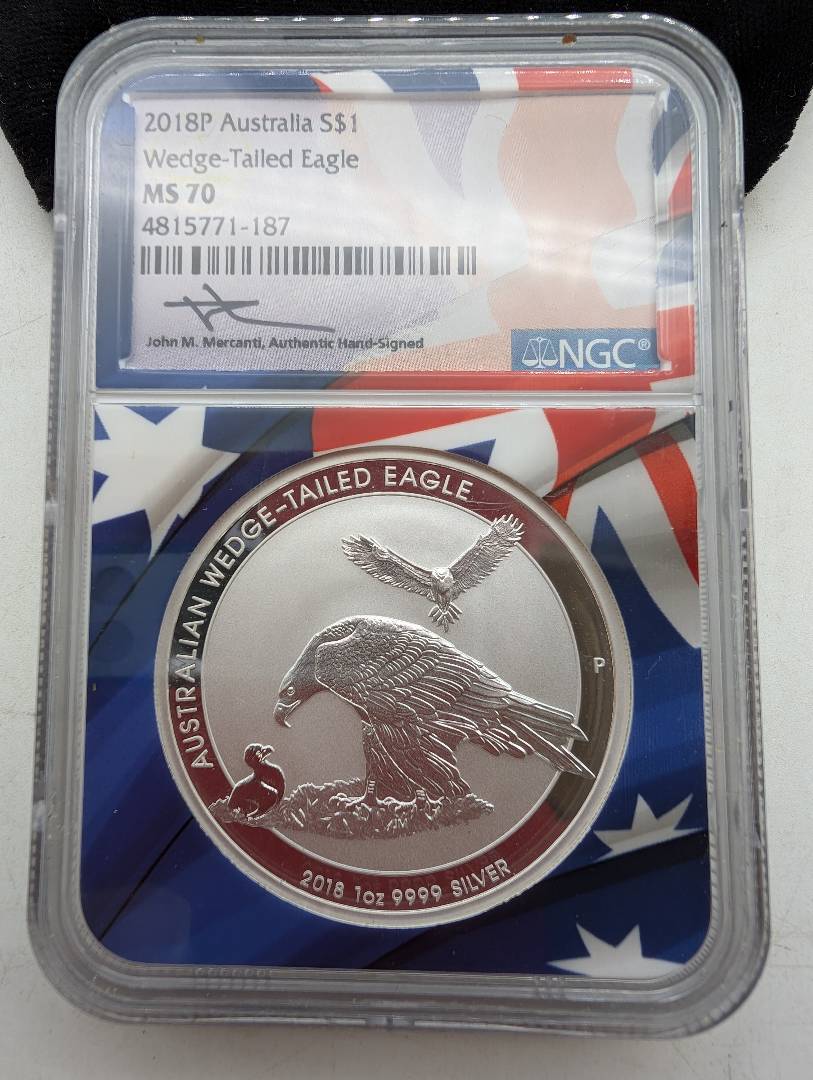 2018P Australia S$1
Wedge-Tailed Eagle
MS 70
4815771-187
John M. Mercanti, Authentic Hand-Signed
NGC®
AUSTRALIAN WEDGE-TAILED EAGLE
P
JM
2018 1oz 9999 SILVER